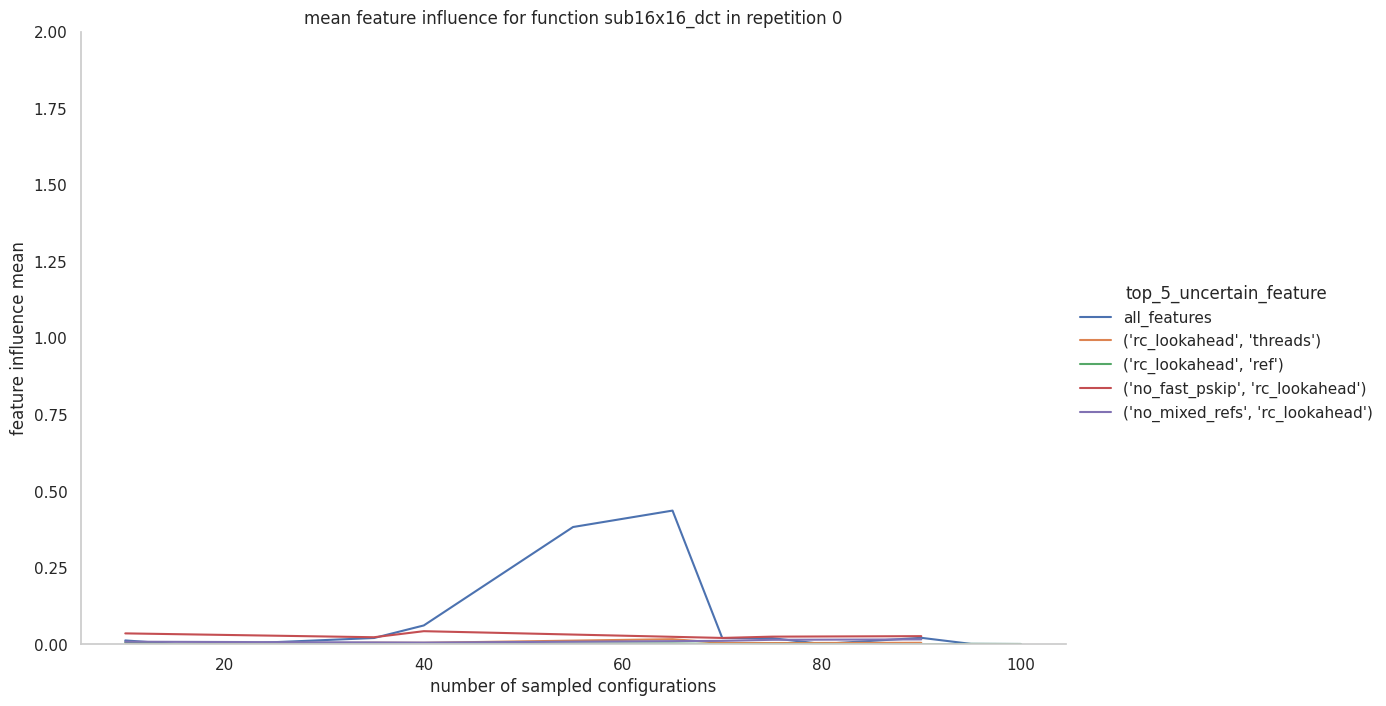 mean feature influence for function sub16x16_dct in repetition 0
2.00
1.75
1.50
1.25
1.00
0.75
0.50
0.25
0.00
feature influence mean
20
40
60
80
100
number of sampled configurations
top_5_uncertain_feature
all_features
('rc_lookahead', 'threads')
('rc_lookahead', 'ref')
('no_fast_pskip', 'rc_lookahead')
('no_mixed_refs', 'rc_lookahead')